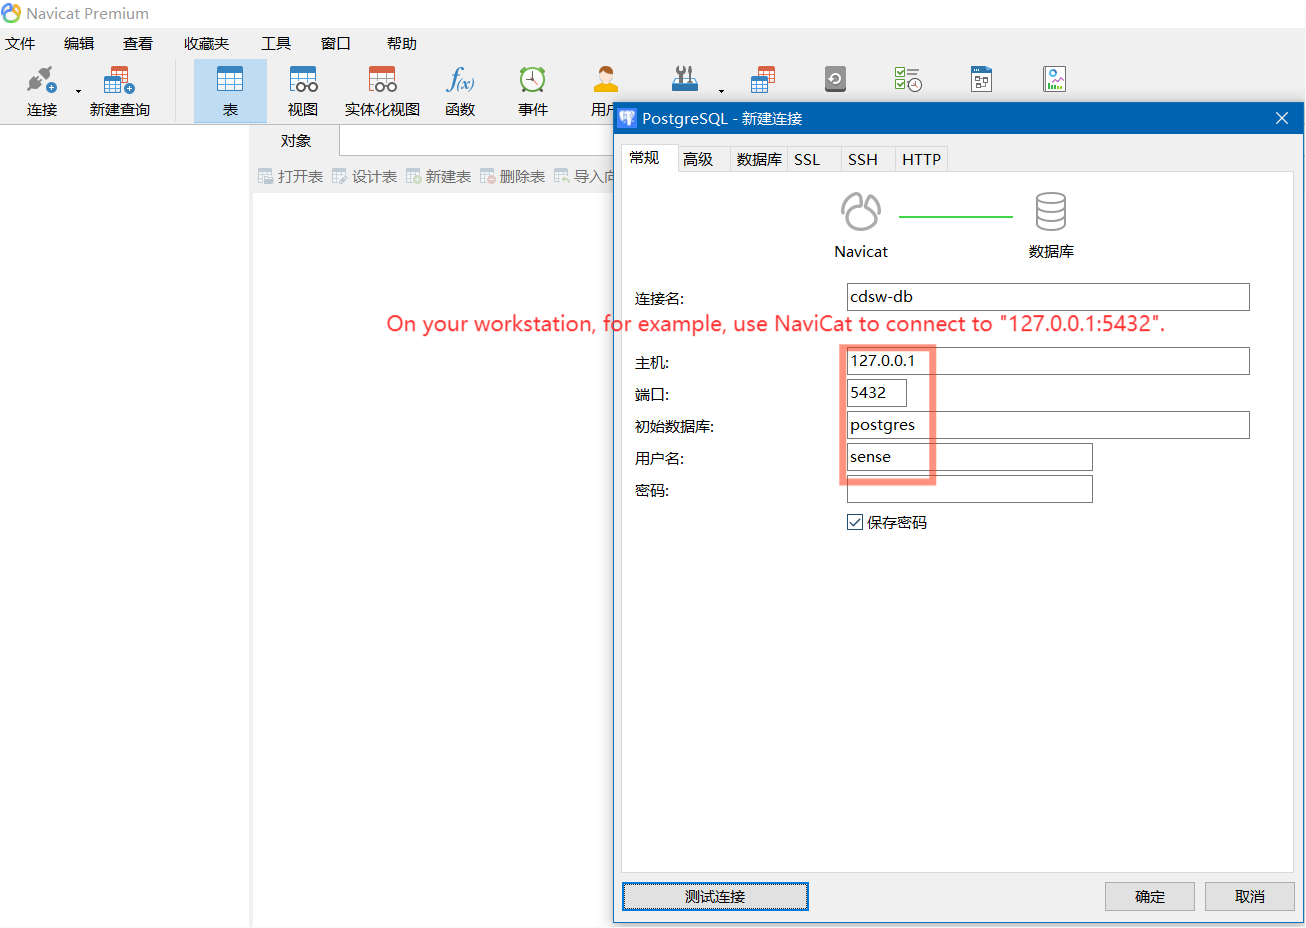 Navicat Premium
文件 编辑 查看 收藏夹 工具 窗口 帮助
连接 新建查询 表 视图 实体化视图 函数 事件 用户
PostgreSQL - 新建连接
对象
打开表 设计表 新建表 删除表 导入向
常规 高级 数据库 SSL SSH HTTP
Navicat 数据库
连接名: cdsw-db
On your workstation, for example, use NaviCat to connect to "127.0.0.1:5432".
主机: 127.0.0.1
端口: 5432
初始数据库: postgres
用户名: sense
密码:
保存密码
测试连接 确定 取消